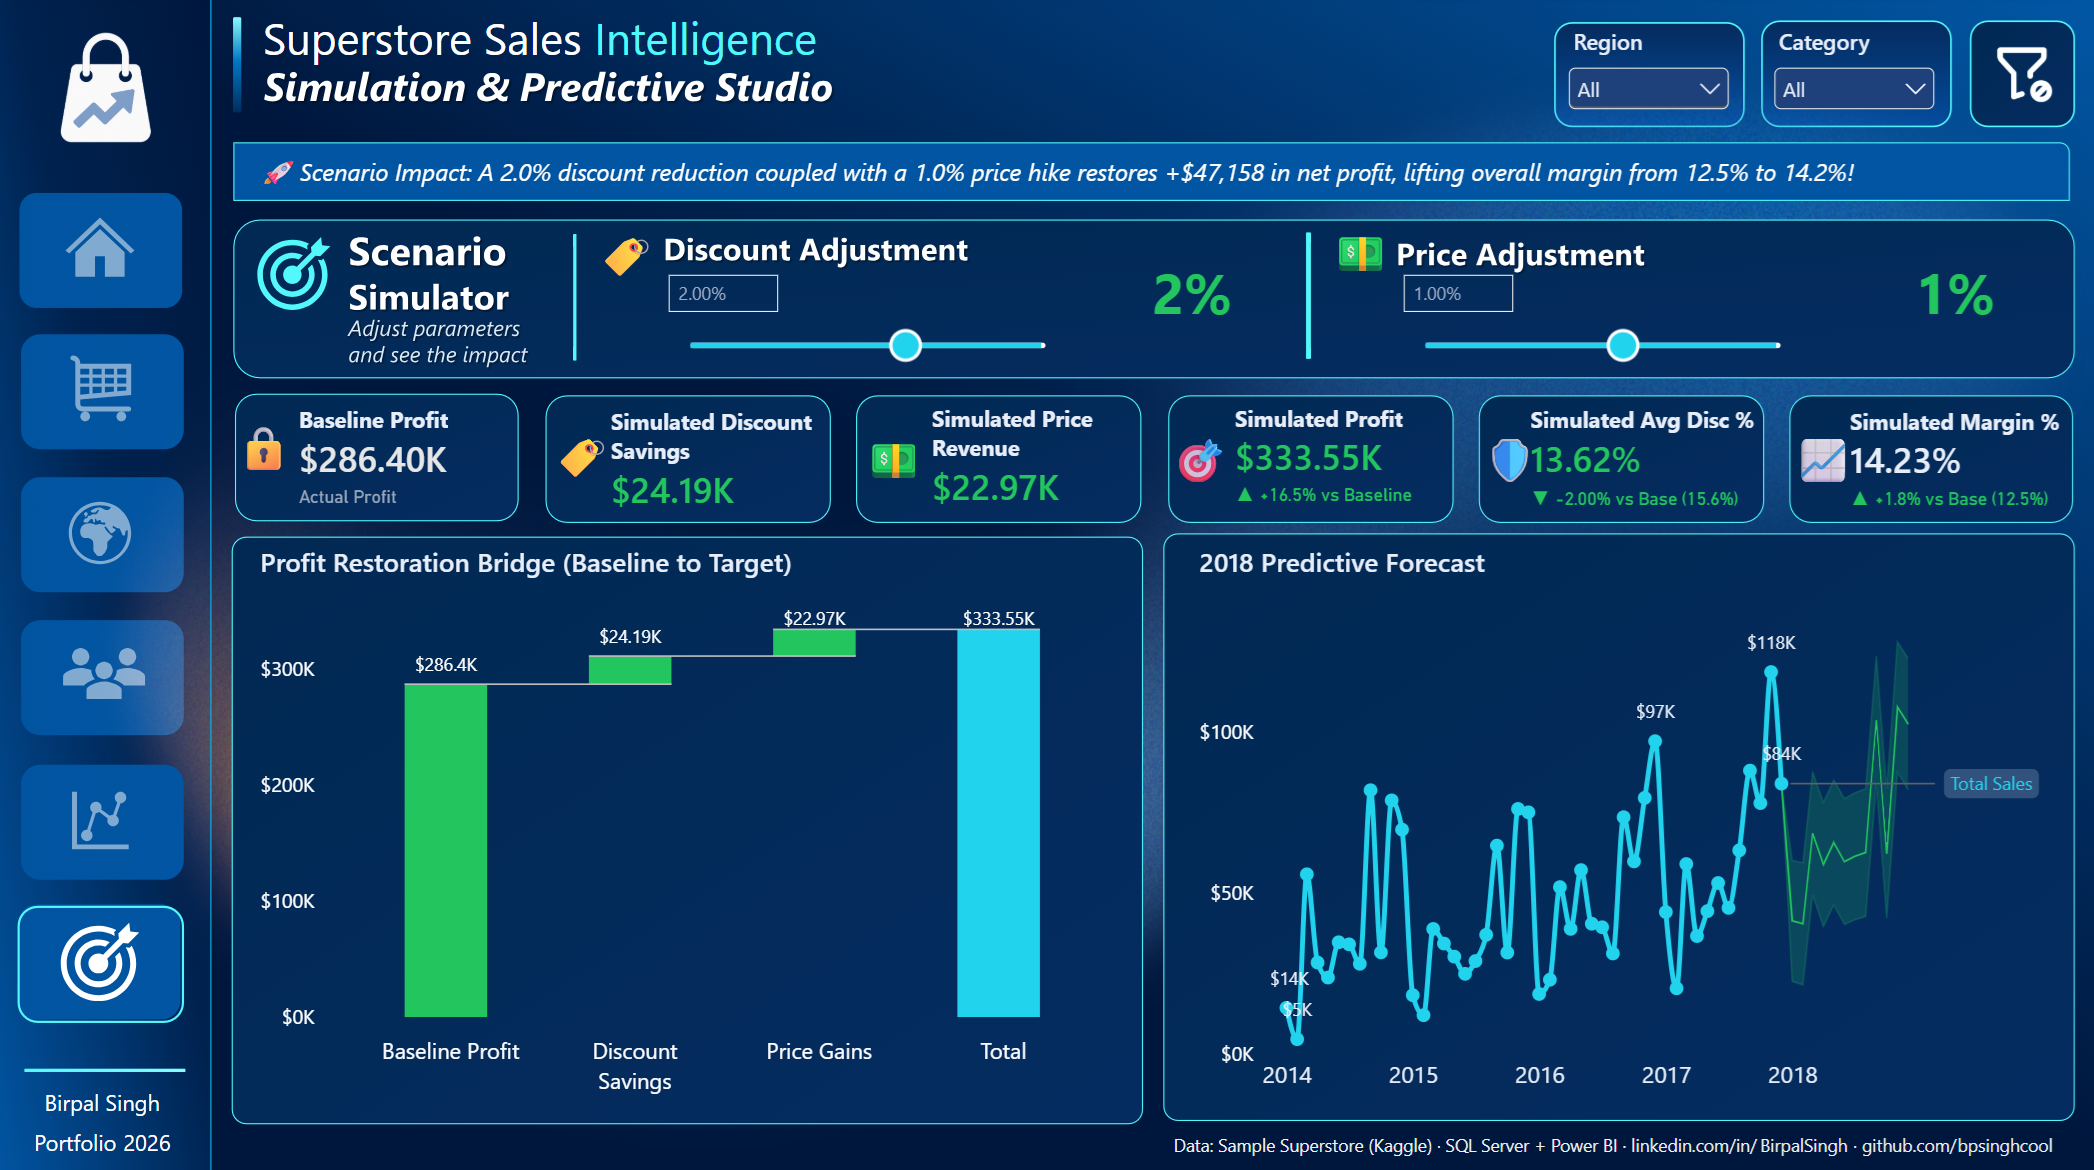 Superstore Sales Intelligence
Simulation & Predictive Studio
Region
All
Category
All
🚀 Scenario Impact: A 2.0% discount reduction coupled with a 1.0% price hike restores +$47,158 in net profit, lifting overall margin from 12.5% to 14.2%!
Scenario
Simulator
Adjust parameters
and see the impact
Discount Adjustment
2.00%
2%
Price Adjustment
1.00%
1%
Baseline Profit
$286.40K
Actual Profit
Simulated Discount
Savings
$24.19K
Simulated Price
Revenue
$22.97K
Simulated Profit
$333.55K
▲ +16.5% vs Baseline
Simulated Avg Disc %
13.62%
▼ -2.00% vs Base (15.6%)
Simulated Margin %
14.23%
▲ +1.8% vs Base (12.5%)
Profit Restoration Bridge (Baseline to Target)
$300K
$200K
$100K
$0K
$286.4K
$24.19K
$22.97K
$333.55K
Baseline Profit
Discount
Savings
Price Gains
Total
2018 Predictive Forecast
$100K
$50K
$0K
$14K
$5K
$97K
$118K
$84K
Total Sales
2014
2015
2016
2017
2018
Birpal Singh
Portfolio 2026
Data: Sample Superstore (Kaggle) · SQL Server + Power BI · linkedin.com/in/ BirpalSingh · github.com/bpsinghcool